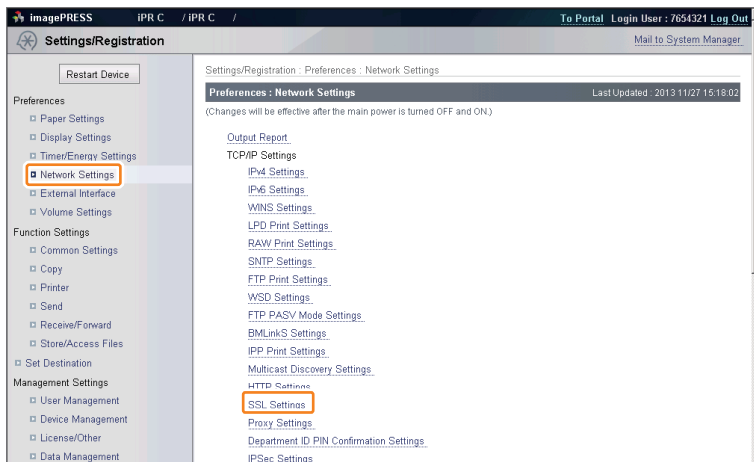 imagePRESS iPR C / iPR C /
To Portal Login User : 7654321 Log Out
Settings/Registration
Mail to System Manager
Restart Device
Preferences
Paper Settings
Display Settings
Timer/Energy Settings
Network Settings
External Interface
Volume Settings
Function Settings
Common Settings
Copy
Printer
Send
Receive/Forward
Store/Access Files
Set Destination
Management Settings
User Management
Device Management
License/Other
Data Management
Settings/Registration : Preferences : Network Settings
Preferences : Network Settings
Last Updated : 2013 11/27 15:18:02
(Changes will be effective after the main power is turned OFF and ON.)
Output Report
TCP/IP Settings
IPv4 Settings
IPv6 Settings
WINS Settings
LPD Print Settings
RAW Print Settings
SNTP Settings
FTP Print Settings
WSD Settings
FTP PASV Mode Settings
BMLinkS Settings
IPP Print Settings
Multicast Discovery Settings
HTTP Settings
SSL Settings
Proxy Settings
Department ID PIN Confirmation Settings
IPSec Settings